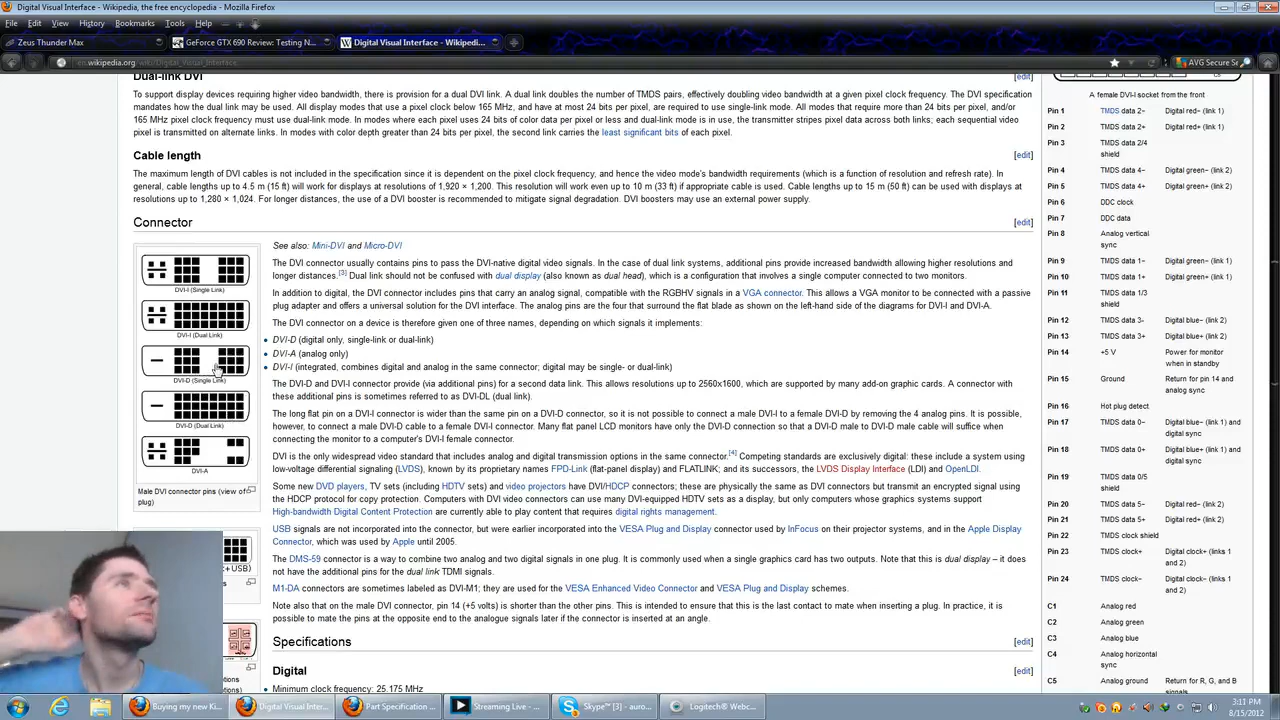 Digital Visual Interface - Wikipedia, the free encyclopedia - Mozilla Firefox
File Edit View History Bookmarks Tools Help
Zeus Thunder Max
GeForce GTX 690 Review: Testing N...
Digital Visual Interface - Wikipedi...
en.wikipedia.org/wiki/Digital_Visual_Interface
AVG Secure Se
Dual-link DVI
[edit]
To support display devices requiring higher video bandwidth, there is provision for a dual DVI link. A dual link doubles the number of TMDS pairs, effectively doubling video bandwidth at a given pixel clock frequency. The DVI specification
mandates how the dual link may be used. All display modes that use a pixel clock below 165 MHz, and have at most 24 bits per pixel, are required to use single-link mode. All modes that require more than 24 bits per pixel, and/or
165 MHz pixel clock frequency must use dual-link mode. In modes where each pixel uses 24 bits of color data per pixel or less and dual-link mode is in use, the transmitter stripes pixel data across both links; each sequential video
pixel is transmitted on alternate links. In modes with color depth greater than 24 bits per pixel, the second link carries the least significant bits of each pixel.
Cable length
[edit]
The maximum length of DVI cables is not included in the specification since it is dependent on the pixel clock frequency, and hence the video mode's bandwidth requirements (which is a function of resolution and refresh rate). In
general, cable lengths up to 4.5 m (15 ft) will work for displays at resolutions of 1,920 × 1,200. This resolution will work even up to 10 m (33 ft) if appropriate cable is used. Cable lengths up to 15 m (50 ft) can be used with displays at
resolutions up to 1,280 × 1,024. For longer distances, the use of a DVI booster is recommended to mitigate signal degradation. DVI boosters may use an external power supply.
Connector
[edit]
DVI-I (Single Link)
DVI-I (Dual Link)
DVI-D (Single Link)
DVI-D (Dual Link)
DVI-A
Male DVI connector pins (view of
plug)
+USB)
See also: Mini-DVI and Micro-DVI
The DVI connector usually contains pins to pass the DVI-native digital video signals. In the case of dual link systems, additional pins provide increased bandwidth allowing higher resolutions and
longer distances.[3] Dual link should not be confused with dual display (also known as dual head), which is a configuration that involves a single computer connected to two monitors.
In addition to digital, the DVI connector includes pins that carry an analog signal, compatible with the RGBHV signals in a VGA connector. This allows a VGA monitor to be connected with a passive
plug adapter and offers a universal solution for the DVI interface. The analog pins are the four that surround the flat blade as shown on the left-hand side of the diagrams for DVI-I and DVI-A.
The DVI connector on a device is therefore given one of three names, depending on which signals it implements:
DVI-D (digital only, single-link or dual-link)
DVI-A (analog only)
DVI-I (integrated, combines digital and analog in the same connector; digital may be single- or dual-link)
The DVI-D and DVI-I connector provide (via additional pins) for a second data link. This allows resolutions up to 2560x1600, which are supported by many add-on graphic cards. A connector with
these additional pins is sometimes referred to as DVI-DL (dual link).
The long flat pin on a DVI-I connector is wider than the same pin on a DVI-D connector, so it is not possible to connect a male DVI-I to a female DVI-D by removing the 4 analog pins. It is possible,
however, to connect a male DVI-D cable to a female DVI-I connector. Many flat panel LCD monitors have only the DVI-D connection so that a DVI-D male to DVI-D male cable will suffice when
connecting the monitor to a computer's DVI-I female connector.
DVI is the only widespread video standard that includes analog and digital transmission options in the same connector.[4] Competing standards are exclusively digital: these include a system using
low-voltage differential signaling (LVDS), known by its proprietary names FPD-Link (flat-panel display) and FLATLINK; and its successors, the LVDS Display Interface (LDI) and OpenLDI.
Some new DVD players, TV sets (including HDTV sets) and video projectors have DVI/HDCP connectors; these are physically the same as DVI connectors but transmit an encrypted signal using
the HDCP protocol for copy protection. Computers with DVI video connectors can use many DVI-equipped HDTV sets as a display, but only computers whose graphics systems support
High-bandwidth Digital Content Protection are currently able to play content that requires digital rights management.
USB signals are not incorporated into the connector, but were earlier incorporated into the VESA Plug and Display connector used by InFocus on their projector systems, and in the Apple Display
Connector, which was used by Apple until 2005.
The DMS-59 connector is a way to combine two analog and two digital signals in one plug. It is commonly used when a single graphics card has two outputs. Note that this is dual display – it does
not have the additional pins for the dual link TDMI signals.
M1-DA connectors are sometimes labeled as DVI-M1; they are used for the VESA Enhanced Video Connector and VESA Plug and Display schemes.
Note also that on the male DVI connector, pin 14 (+5 volts) is shorter than the other pins. This is intended to ensure that this is the last contact to mate when inserting a plug. In practice, it is
possible to mate the pins at the opposite end to the analogue signals later if the connector is inserted at an angle.
Specifications
[edit]
Digital
[edit]
Minimum clock frequency: 25.175 MHz
C5
A female DVI-I socket from the front
Pin 1 TMDS data 2− Digital red− (link 1)
Pin 2 TMDS data 2+ Digital red+ (link 1)
Pin 3 TMDS data 2/4
shield
Pin 4 TMDS data 4− Digital green− (link 2)
Pin 5 TMDS data 4+ Digital green+ (link 2)
Pin 6 DDC clock
Pin 7 DDC data
Pin 8 Analog vertical
sync
Pin 9 TMDS data 1− Digital green− (link 1)
Pin 10 TMDS data 1+ Digital green+ (link 1)
Pin 11 TMDS data 1/3
shield
Pin 12 TMDS data 3- Digital blue− (link 2)
Pin 13 TMDS data 3+ Digital blue+ (link 2)
Pin 14 +5 V Power for monitor
when in standby
Pin 15 Ground Return for pin 14 and
analog sync
Pin 16 Hot plug detect
Pin 17 TMDS data 0− Digital blue− (link 1) and
digital sync
Pin 18 TMDS data 0+ Digital blue+ (link 1) and
digital sync
Pin 19 TMDS data 0/5
shield
Pin 20 TMDS data 5− Digital red− (link 2)
Pin 21 TMDS data 5+ Digital red+ (link 2)
Pin 22 TMDS clock shield
Pin 23 TMDS clock+ Digital clock+ (links 1
and 2)
Pin 24 TMDS clock− Digital clock− (links 1
and 2)
C1 Analog red
C2 Analog green
C3 Analog blue
C4 Analog horizontal
sync
C5 Analog ground Return for R, G, and B
signals
Buying my new Ki...
Digital Visual Inter...
Part Specification ...
Streaming Live -...
Skype™ [3] - auro...
Logitech® Webc...
3:11 PM
8/15/2012